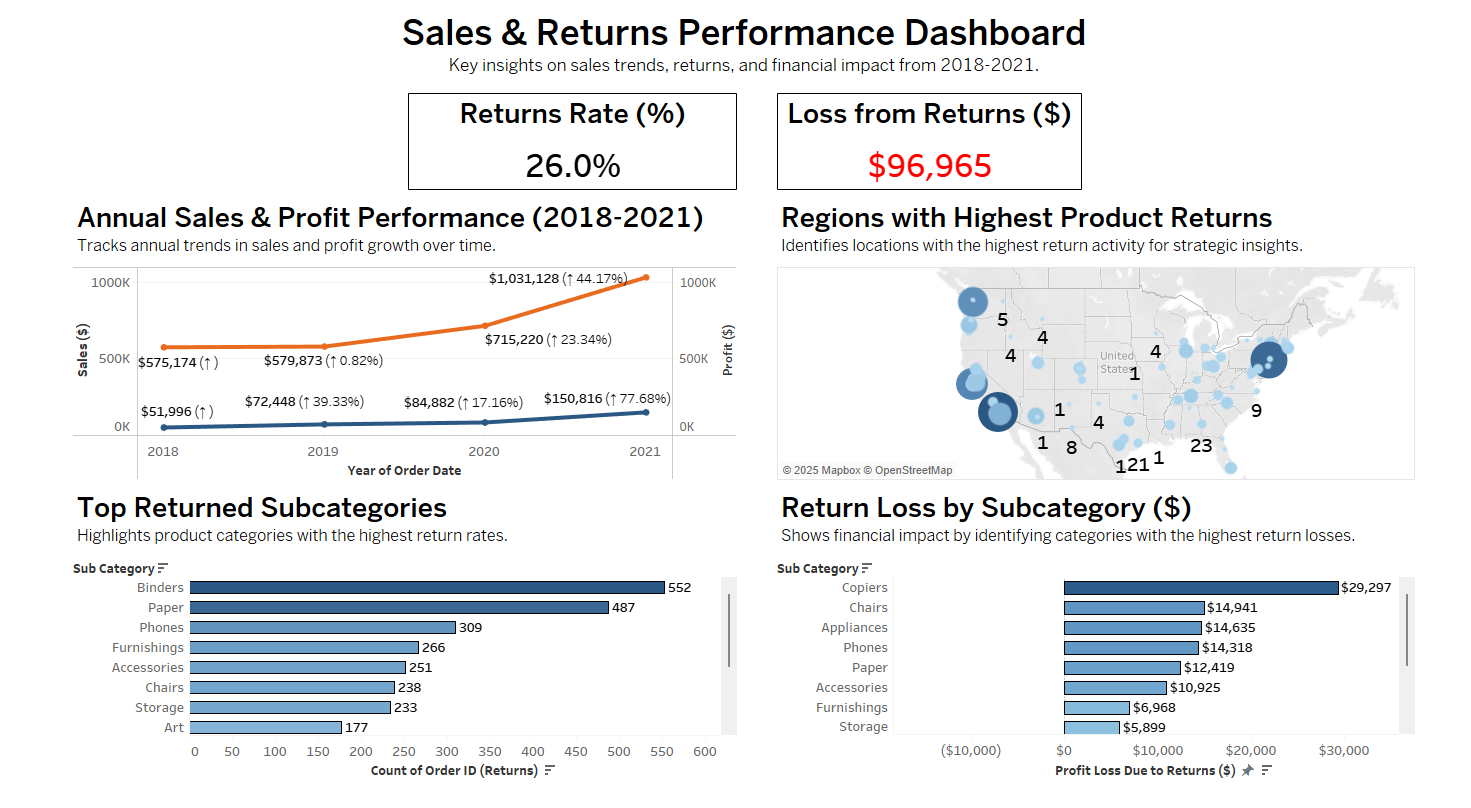 Sales & Returns Performance Dashboard
Key insights on sales trends, returns, and financial impact from 2018-2021.
Returns Rate (%)
26.0%
Loss from Returns ($)
$96,965
Annual Sales & Profit Performance (2018-2021)
Tracks annual trends in sales and profit growth over time.
Sales ($)
1000K
500K
0K
$1,031,128 (↑ 44.17%)
$715,220 (↑ 23.34%)
$575,174 (↑ )
$579,873 (↑ 0.82%)
$51,996 (↑ )
$72,448 (↑ 39.33%)
$84,882 (↑ 17.16%)
$150,816 (↑ 77.68%)
1000K
500K
0K
Profit ($)
2018 2019 2020 2021
Year of Order Date
Regions with Highest Product Returns
Identifies locations with the highest return activity for strategic insights.
5
4
4
4
United
States
1
1
9
4
1
8
23
121
1
© 2025 Mapbox © OpenStreetMap
Top Returned Subcategories
Highlights product categories with the highest return rates.
Sub Category
Binders 552
Paper 487
Phones 309
Furnishings 266
Accessories 251
Chairs 238
Storage 233
Art 177
0 50 100 150 200 250 300 350 400 450 500 550 600
Count of Order ID (Returns)
Return Loss by Subcategory ($)
Shows financial impact by identifying categories with the highest return losses.
Sub Category
Copiers $29,297
Chairs $14,941
Appliances $14,635
Phones $14,318
Paper $12,419
Accessories $10,925
Furnishings $6,968
Storage $5,899
($10,000) $0 $10,000 $20,000 $30,000
Profit Loss Due to Returns ($)